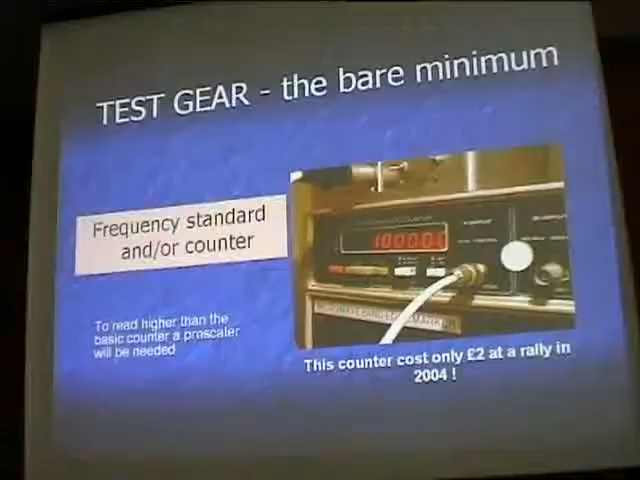 TEST GEAR - the bare minimum
Frequency standard
and/or counter
100001
To read higher than the
basic counter a prescaler
will be needed
This counter cost only £2 at a rally in
2004 !